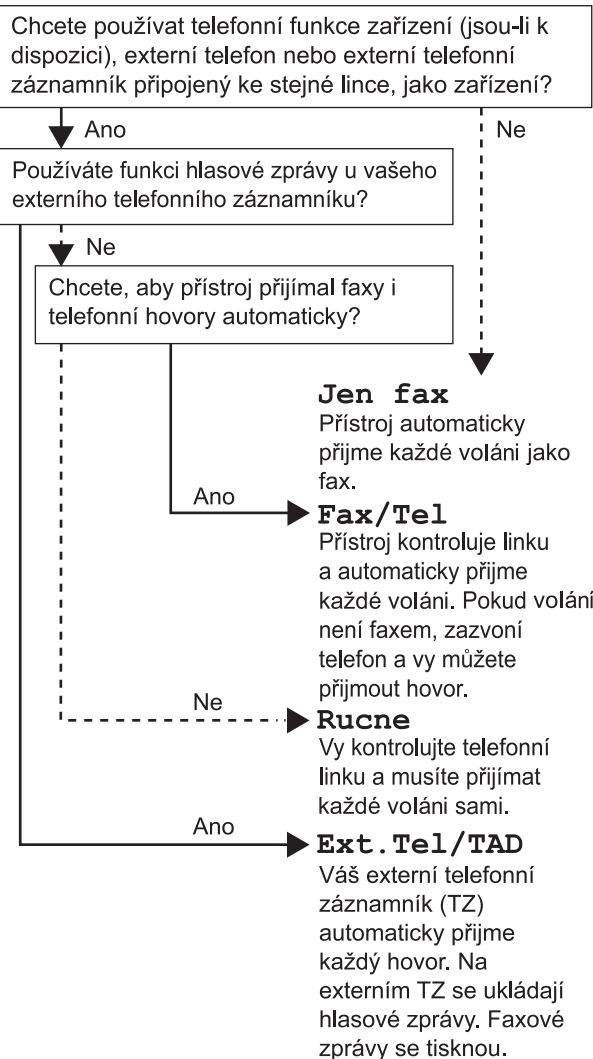 Chcete používat telefonní funkce zařízení (jsou-li k
dispozici), externí telefon nebo externí telefonní
záznamník připojený ke stejné lince, jako zařízení?
Ano
Ne
Používáte funkci hlasové zprávy u vašeho
externího telefonního záznamníku?
Ne
Chcete, aby přístroj přijímal faxy i
telefonní hovory automaticky?
Jen fax
Přístroj automaticky
přijme každé voláni jako
fax.
Ano
Fax/Tel
Přístroj kontroluje linku
a automaticky přijme
každé voláni. Pokud volání
není faxem, zazvoní
telefon a vy můžete
přijmout hovor.
Ne
Rucne
Vy kontrolujte telefonní
linku a musíte přijímat
každé voláni sami.
Ano
Ext.Tel/TAD
Váš externí telefonní
záznamník (TZ)
automaticky přijme
každý hovor. Na
externím TZ se ukládají
hlasové zprávy. Faxové
zprávy se tisknou.